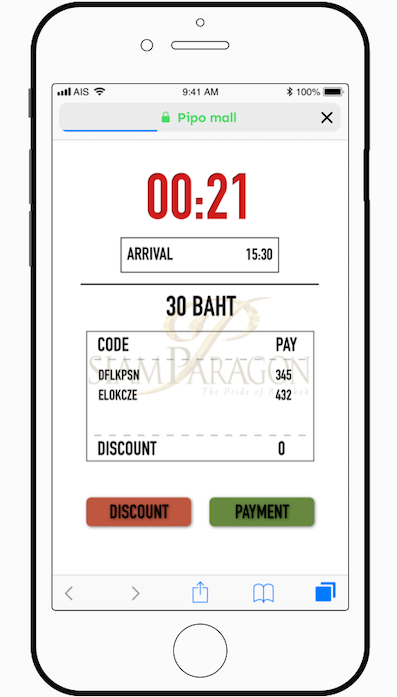 AIS 9:41 AM 100%
Pipo mall
00:21
ARRIVAL 15:30
30 BAHT
CODE PAY
SIAM PARAGON
DFLKPSN 345
The Pride of Bangkok
ELOKCZE 432
DISCOUNT 0
DISCOUNT PAYMENT